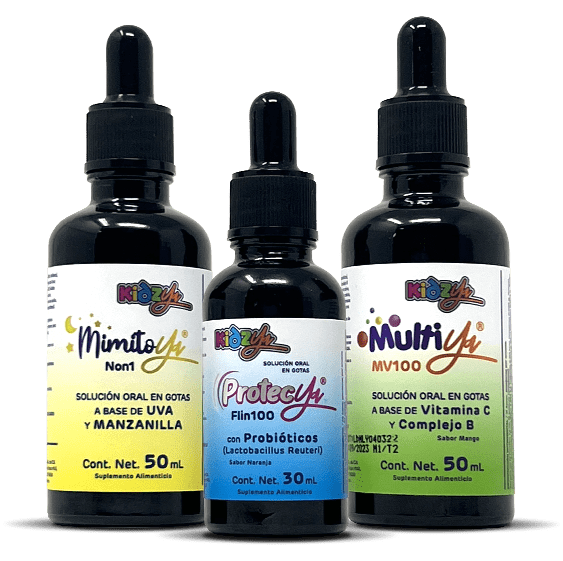 KidzYa
MimitoYa®
Non1
SOLUCIÓN ORAL EN GOTAS
A BASE DE UVA
Y MANZANILLA
Cont. Net. 50 mL
Suplemento Alimenticio
KidzYa
SOLUCIÓN ORAL
EN GOTAS
ProtecYa®
Flin100
con Probióticos
(Lactobacillus Reuteri)
Sabor Naranja
Cont. Net. 30 mL
Suplemento Alimenticio
KidzYa
MultiYa®
MV100
SOLUCIÓN ORAL EN GOTAS
A BASE DE Vitamina C
y Complejo B
Sabor Mango
Cont. Net. 50 mL
Suplemento Alimenticio